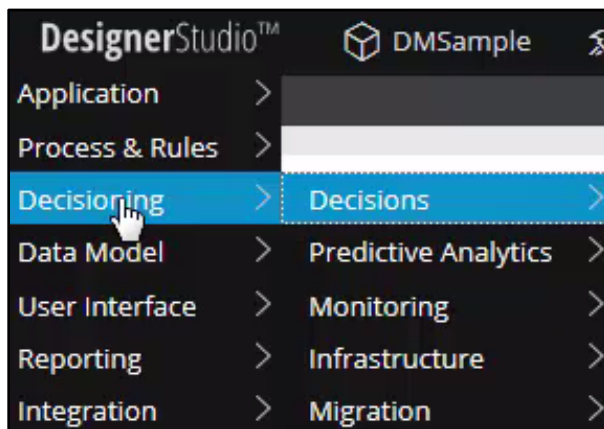 DesignerStudio™ DMSample
Application
Process & Rules
Decisioning Decisions
Data Model Predictive Analytics
User Interface Monitoring
Reporting Infrastructure
Integration Migration